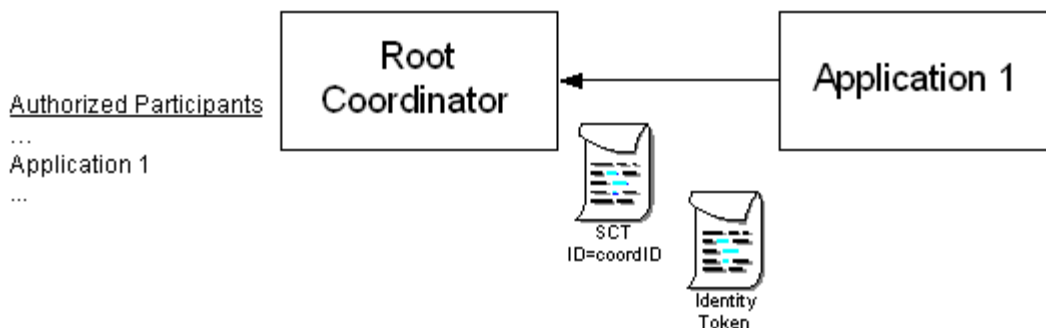 Root
Coordinator
Application 1
Authorized Participants
...
Application 1
...
SCT
ID=coordID
Identity
Token